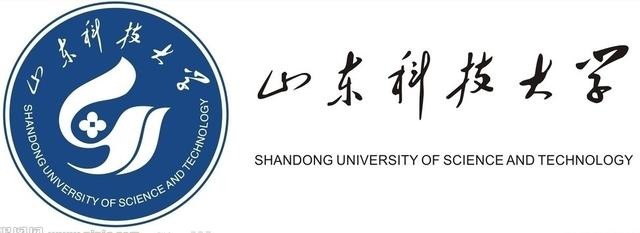 山东科技大学
SHANDONG UNIVERSITY OF SCIENCE AND TECHNOLOGY
山东科技大学
SHANDONG UNIVERSITY OF SCIENCE AND TECHNOLOGY